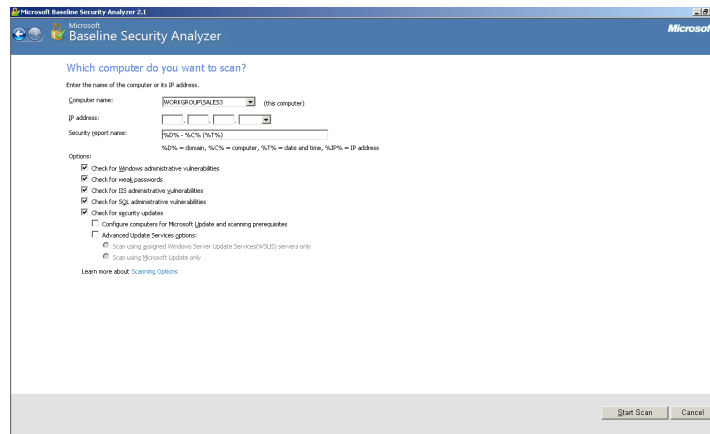 Microsoft Baseline Security Analyzer 2.1
Microsoft
Baseline Security Analyzer
Microsof
Which computer do you want to scan?
Enter the name of the computer or its IP address.
Computer name:
WORKGROUP\SALES3
(this computer)
IP address:
. . .
Security report name:
%D% - %C% (%T%)
%D% = domain, %C% = computer, %T% = date and time, %IP% = IP address
Options:
Check for Windows administrative vulnerabilities
Check for weak passwords
Check for IIS administrative vulnerabilities
Check for SQL administrative vulnerabilities
Check for security updates
Configure computers for Microsoft Update and scanning prerequisites
Advanced Update Services options:
Scan using assigned Windows Server Update Services(WSUS) servers only
Scan using Microsoft Update only
Learn more about Scanning Options
Start Scan
Cancel